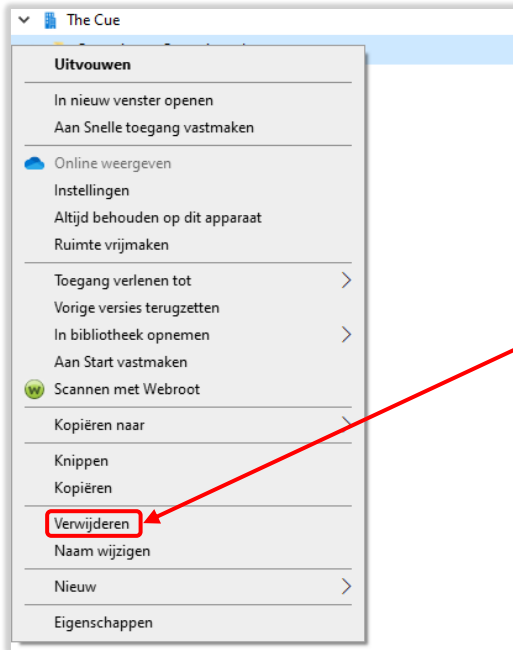 The Cue
Uitvouwen
In nieuw venster openen
Aan Snelle toegang vastmaken
Online weergeven
Instellingen
Altijd behouden op dit apparaat
Ruimte vrijmaken
Toegang verlenen tot
Vorige versies terugzetten
In bibliotheek opnemen
Aan Start vastmaken
Scannen met Webroot
Kopiëren naar
Knippen
Kopiëren
Verwijderen
Naam wijzigen
Nieuw
Eigenschappen